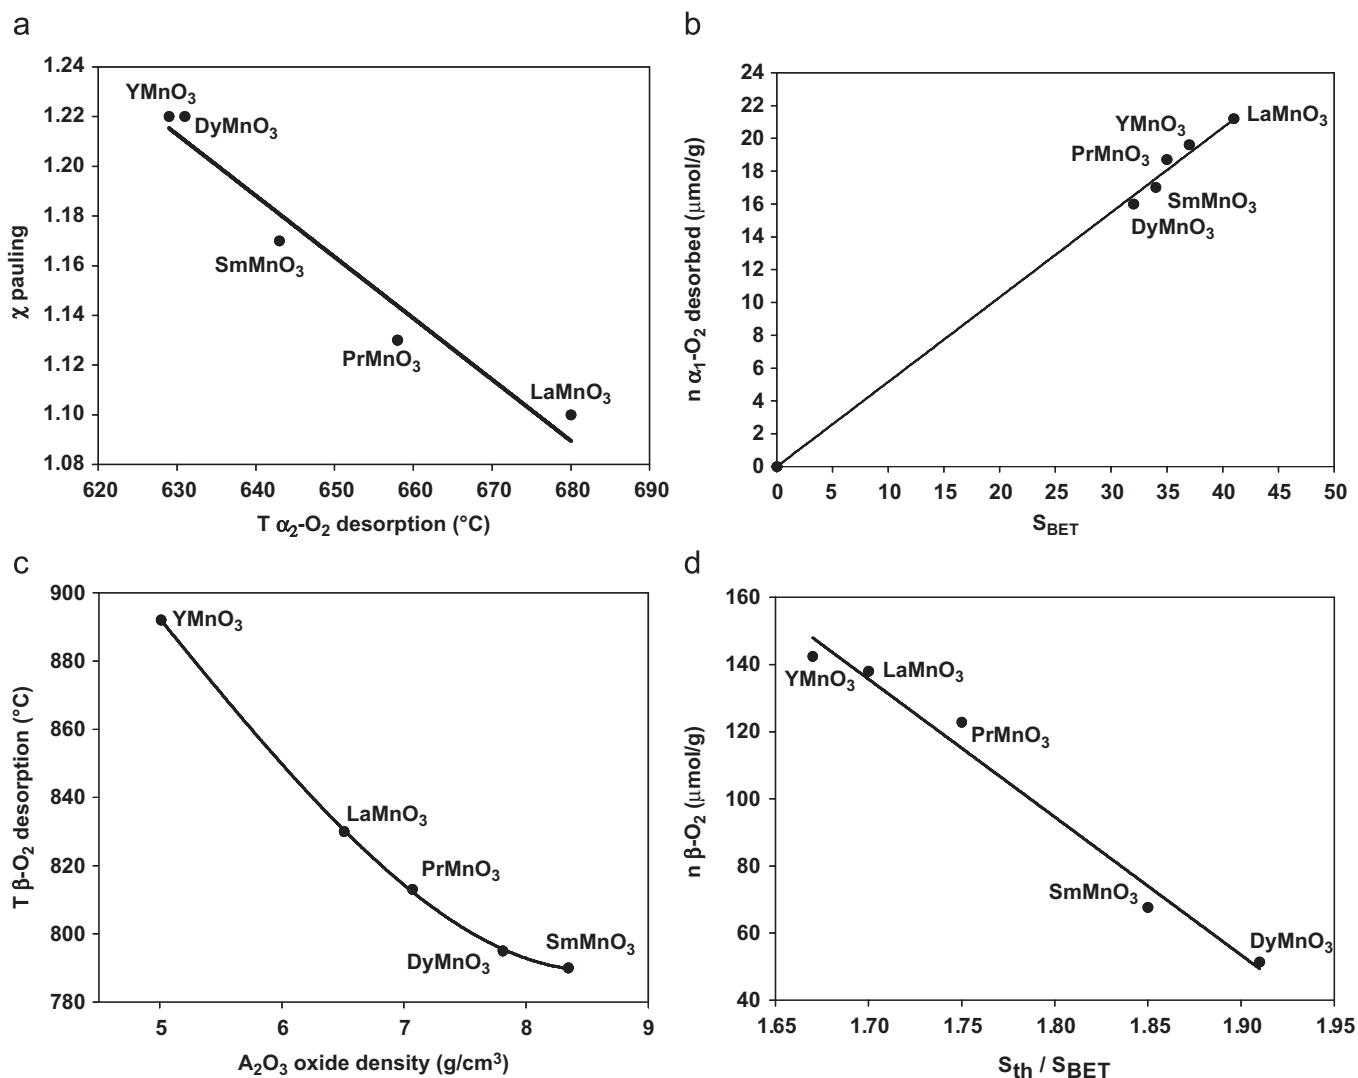 a
1.24
1.22
1.20
1.18
1.16
1.14
1.12
1.10
1.08
χ pauling
YMnO₃
DyMnO₃
SmMnO₃
PrMnO₃
LaMnO₃
620 630 640 650 660 670 680 690
T α₂-O₂ desorption (°C)
b
24
22
20
18
16
14
12
10
8
6
4
2
0
n α₁-O₂ desorbed (μmol/g)
LaMnO₃
YMnO₃
PrMnO₃
SmMnO₃
DyMnO₃
0 5 10 15 20 25 30 35 40 45 50
S_BET
c
900
880
860
840
820
800
780
T β-O₂ desorption (°C)
YMnO₃
LaMnO₃
PrMnO₃
DyMnO₃
SmMnO₃
5 6 7 8 9
A₂O₃ oxide density (g/cm³)
d
160
140
120
100
80
60
40
n β-O₂ (μmol/g)
YMnO₃
LaMnO₃
PrMnO₃
SmMnO₃
DyMnO₃
1.65 1.70 1.75 1.80 1.85 1.90 1.95
S_th / S_BET